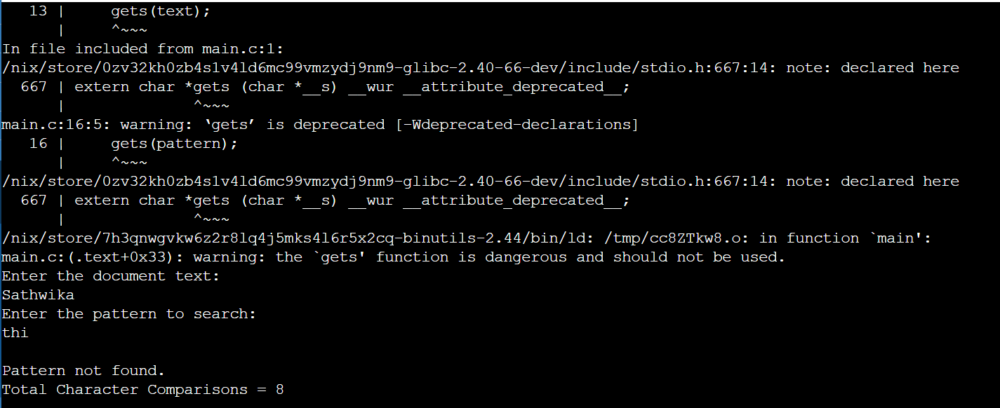 13 |     gets(text);
   |     ^~~~
In file included from main.c:1:
/nix/store/0zv32kh0zb4s1v4ld6mc99vmzydj9nm9-glibc-2.40-66-dev/include/stdio.h:667:14: note: declared here
667 | extern char *gets (char *__s) __wur __attribute_deprecated__;
    |              ^~~~
main.c:16:5: warning: ‘gets’ is deprecated [-Wdeprecated-declarations]
16 |     gets(pattern);
   |     ^~~~
/nix/store/0zv32kh0zb4s1v4ld6mc99vmzydj9nm9-glibc-2.40-66-dev/include/stdio.h:667:14: note: declared here
667 | extern char *gets (char *__s) __wur __attribute_deprecated__;
    |              ^~~~
/nix/store/7h3qnwgvkw6z2r8lq4j5mks4l6r5x2cq-binutils-2.44/bin/ld: /tmp/cc8ZTkw8.o: in function `main':
main.c:(.text+0x33): warning: the `gets' function is dangerous and should not be used.
Enter the document text:
Sathwika
Enter the pattern to search:
thi
Pattern not found.
Total Character Comparisons = 8